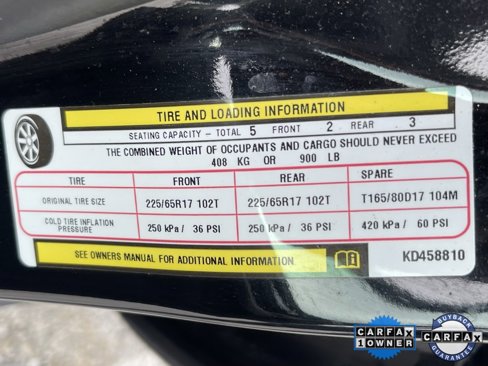 TIRE AND LOADING INFORMATION
SEATING CAPACITY - TOTAL 5 FRONT 2 REAR 3
THE COMBINED WEIGHT OF OCCUPANTS AND CARGO SHOULD NEVER EXCEED
408 KG OR 900 LB
TIRE FRONT REAR SPARE
ORIGINAL TIRE SIZE 225/65R17 102T 225/65R17 102T T165/80D17 104M
COLD TIRE INFLATION
PRESSURE 250 kPa / 36 PSI 250 kPa / 36 PSI 420 kPa / 60 PSI
SEE OWNERS MANUAL FOR ADDITIONAL INFORMATION KD458810
CARFAX
1 OWNER
BUYBACK
CARFAX
GUARANTEE